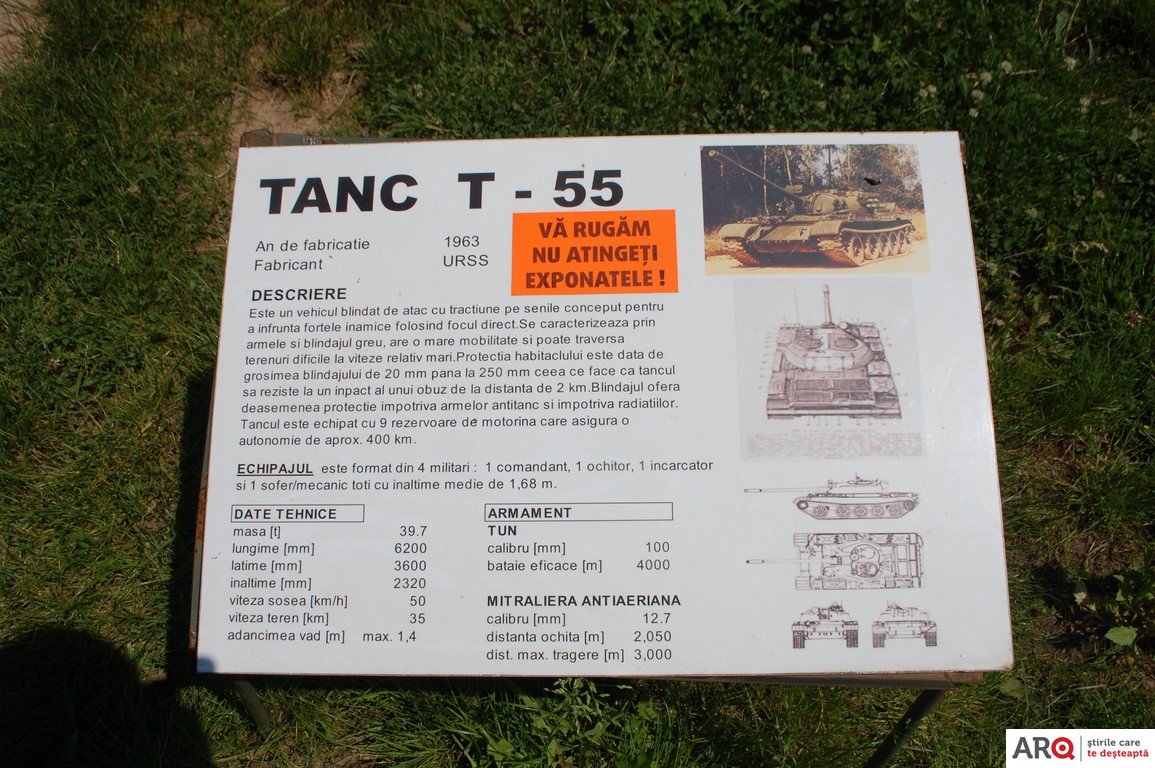 TANC T - 55
VĂ RUGĂM
NU ATINGEȚI
EXPONATELE !
An de fabricatie 1963
Fabricant URSS
DESCRIERE
Este un vehicul blindat de atac cu tractiune pe senile conceput pentru
a infrunta fortele inamice folosind focul direct.Se caracterizeaza prin
armele si blindajul greu, are o mare mobilitate si poate traversa
terenuri dificile la viteze relativ mari.Protectia habitaclului este data de
grosimea blindajului de 20 mm pana la 250 mm ceea ce face ca tancul
sa reziste la un inpact al unui obuz de la distanta de 2 km.Blindajul ofera
deasemenea protectie impotriva armelor antitanc si impotriva radiatiilor.
Tancul este echipat cu 9 rezervoare de motorina care asigura o
autonomie de aprox. 400 km.
ECHIPAJUL este format din 4 militari : 1 comandant, 1 ochitor, 1 incarcator
si 1 sofer/mecanic toti cu inaltime medie de 1,68 m.
DATE TEHNICE
masa [t] 39.7
lungime [mm] 6200
latime [mm] 3600
inaltime [mm] 2320
viteza sosea [km/h] 50
viteza teren [km] 35
adancimea vad [m] max. 1,4
ARMAMENT
TUN
calibru [mm] 100
bataie eficace [m] 4000
MITRALIERA ANTIAERIANA
calibru [mm] 12.7
distanta ochita [m] 2,050
dist. max. tragere [m] 3,000
ARQ
știrile care
te deșteaptă